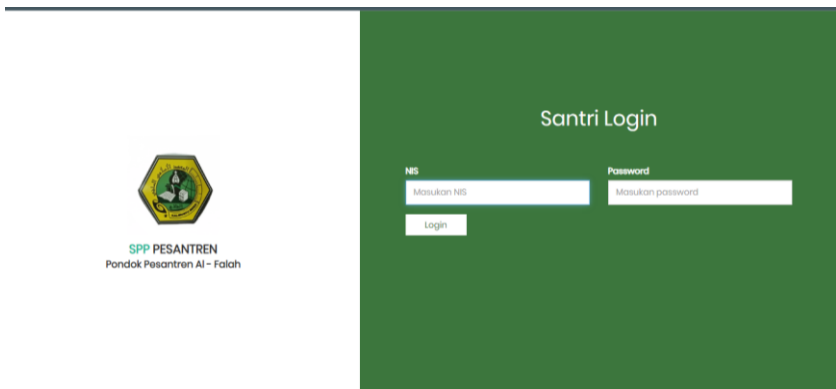 SPP PESANTREN
Pondok Pesantren Al - Falah
Santri Login
NIS
Password
Masukan NIS
Masukan password
Login